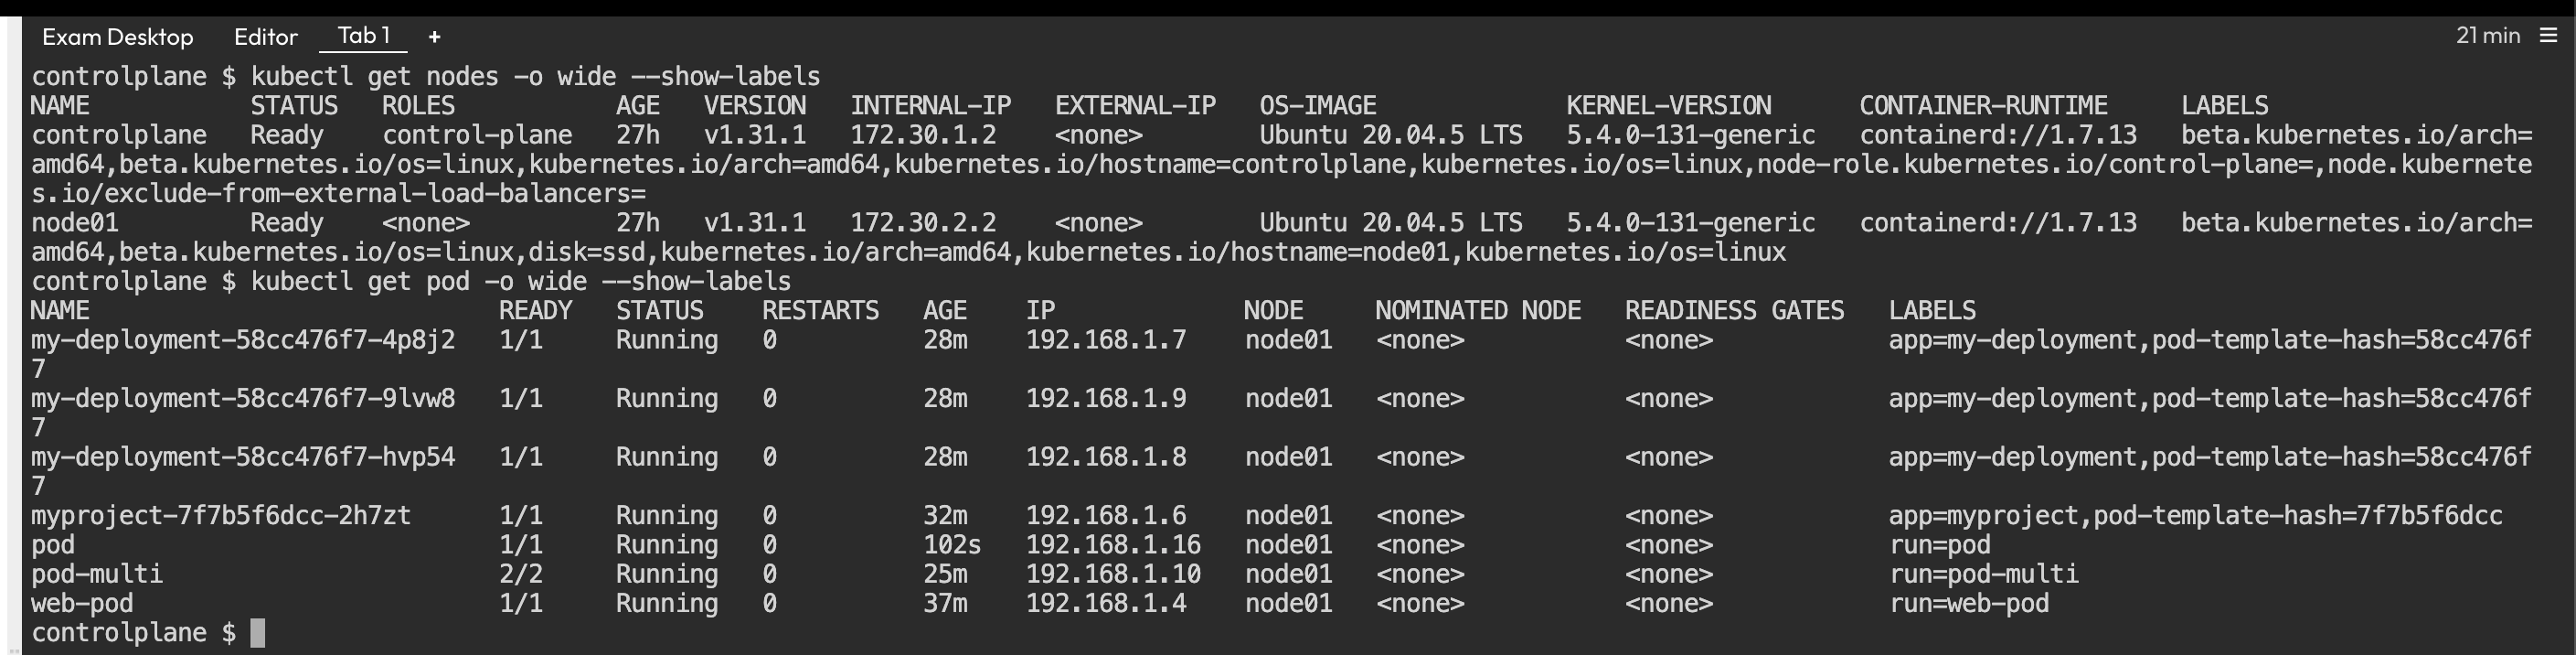 Exam Desktop Editor Tab 1 + 21 min
controlplane $ kubectl get nodes -o wide --show-labels
NAME STATUS ROLES AGE VERSION INTERNAL-IP EXTERNAL-IP OS-IMAGE KERNEL-VERSION CONTAINER-RUNTIME LABELS
controlplane Ready control-plane 27h v1.31.1 172.30.1.2 <none> Ubuntu 20.04.5 LTS 5.4.0-131-generic containerd://1.7.13 beta.kubernetes.io/arch=
amd64,beta.kubernetes.io/os=linux,kubernetes.io/arch=amd64,kubernetes.io/hostname=controlplane,kubernetes.io/os=linux,node-role.kubernetes.io/control-plane=,node.kubernete
s.io/exclude-from-external-load-balancers=
node01 Ready <none> 27h v1.31.1 172.30.2.2 <none> Ubuntu 20.04.5 LTS 5.4.0-131-generic containerd://1.7.13 beta.kubernetes.io/arch=
amd64,beta.kubernetes.io/os=linux,disk=ssd,kubernetes.io/arch=amd64,kubernetes.io/hostname=node01,kubernetes.io/os=linux
controlplane $ kubectl get pod -o wide --show-labels
NAME READY STATUS RESTARTS AGE IP NODE NOMINATED NODE READINESS GATES LABELS
my-deployment-58cc476f7-4p8j2 1/1 Running 0 28m 192.168.1.7 node01 <none> <none> app=my-deployment,pod-template-hash=58cc476f
7
my-deployment-58cc476f7-9lvw8 1/1 Running 0 28m 192.168.1.9 node01 <none> <none> app=my-deployment,pod-template-hash=58cc476f
7
my-deployment-58cc476f7-hvp54 1/1 Running 0 28m 192.168.1.8 node01 <none> <none> app=my-deployment,pod-template-hash=58cc476f
7
myproject-7f7b5f6dcc-2h7zt 1/1 Running 0 32m 192.168.1.6 node01 <none> <none> app=myproject,pod-template-hash=7f7b5f6dcc
pod 1/1 Running 0 102s 192.168.1.16 node01 <none> <none> run=pod
pod-multi 2/2 Running 0 25m 192.168.1.10 node01 <none> <none> run=pod-multi
web-pod 1/1 Running 0 37m 192.168.1.4 node01 <none> <none> run=web-pod
controlplane $